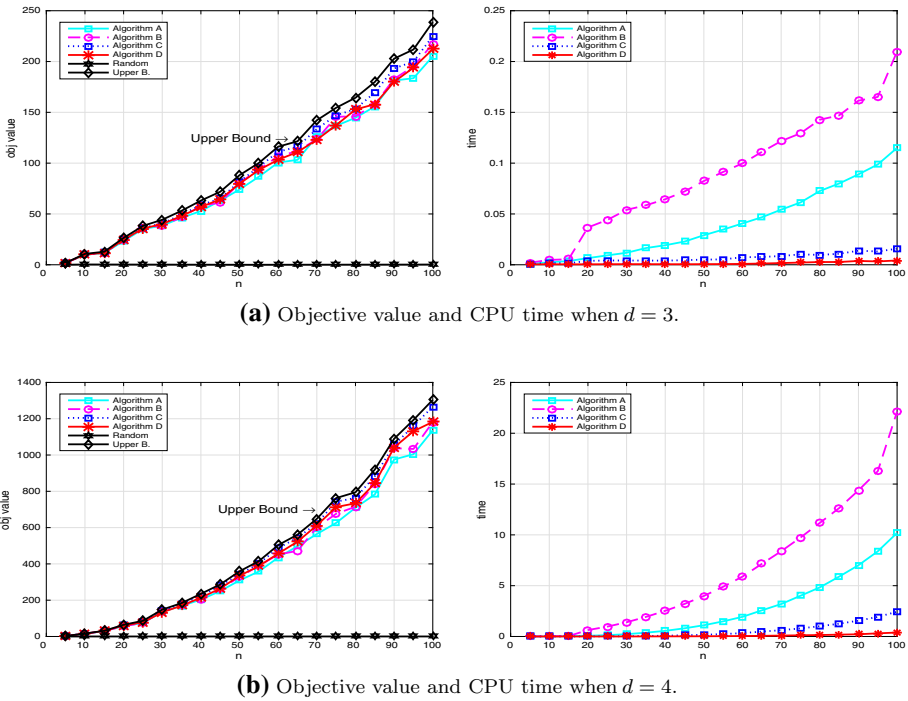 250
200
150
100
50
0
obj value
Algorithm A
Algorithm B
Algorithm C
Algorithm D
Random
Upper B.
Upper Bound →
0 10 20 30 40 50 60 70 80 90 100
n
0.25
0.2
0.15
0.1
0.05
0
time
Algorithm A
Algorithm B
Algorithm C
Algorithm D
0 10 20 30 40 50 60 70 80 90 100
n
(a) Objective value and CPU time when d = 3.
1400
1200
1000
800
600
400
200
0
obj value
Algorithm A
Algorithm B
Algorithm C
Algorithm D
Random
Upper B.
Upper Bound →
0 10 20 30 40 50 60 70 80 90 100
n
25
20
15
10
5
0
time
Algorithm A
Algorithm B
Algorithm C
Algorithm D
0 10 20 30 40 50 60 70 80 90 100
n
(b) Objective value and CPU time when d = 4.